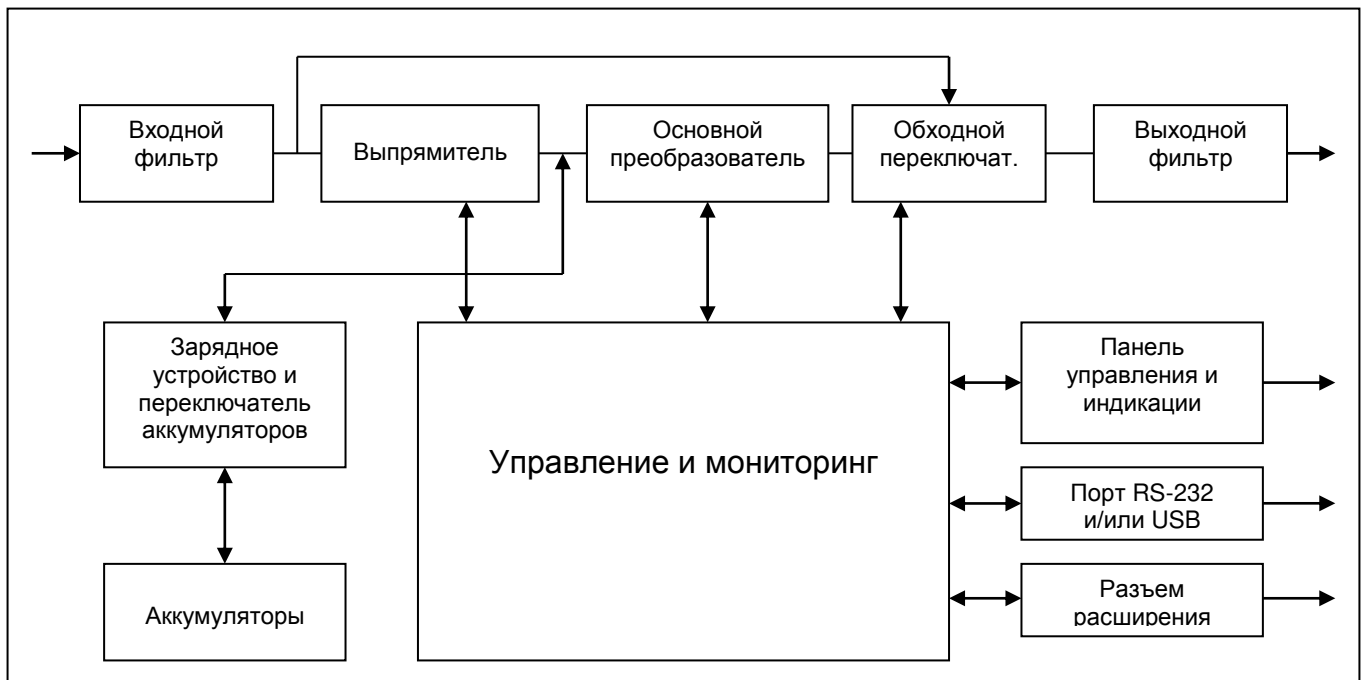 Входной
фильтр
Выпрямитель
Основной
преобразователь
Обходной
переключат.
Выходной
фильтр
Зарядное
устройство и
переключатель
аккумуляторов
Управление и мониторинг
Панель
управления и
индикации
Порт RS-232
и/или USB
Аккумуляторы
Разъем
расширения